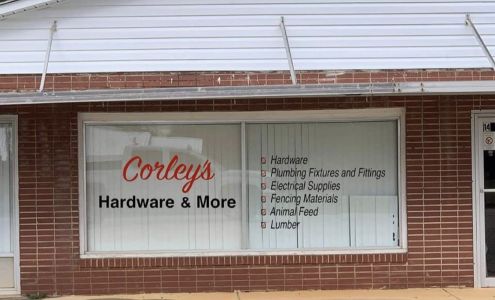 Corley's
Hardware & More
Hardware
Plumbing Fixtures and Fittings
Electrical Supplies
Fencing Materials
Animal Feed
Lumber